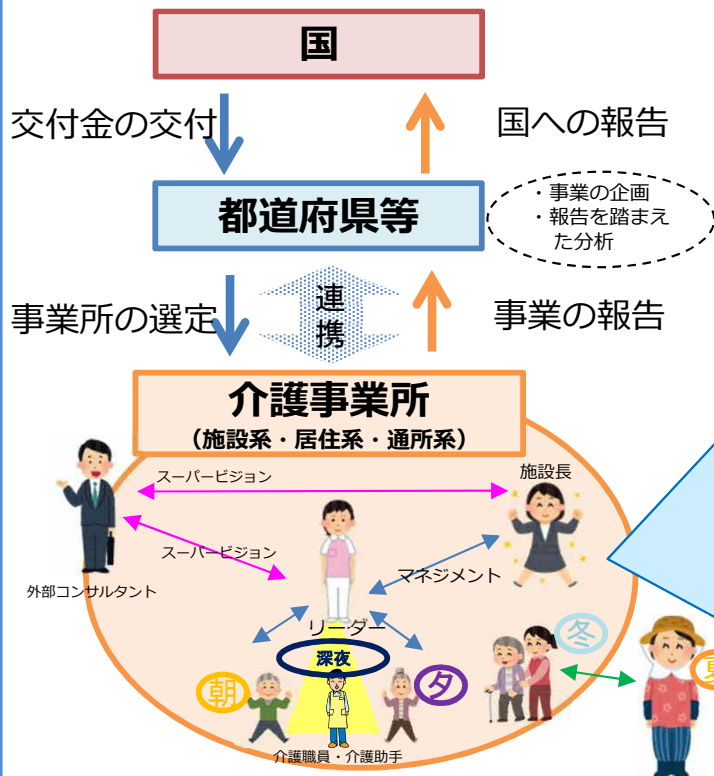 国
交付金の交付
国への報告
都道府県等
・事業の企画
・報告を踏まえ
た分析
事業所の選定
連
携
事業の報告
介護事業所
(施設系・居住系・通所系)
スーパービジョン
施設長
スーパービジョン
マネジメント
外部コンサルタント
リーダー
深夜
朝
夕
冬
夏
介護職員・介護助手